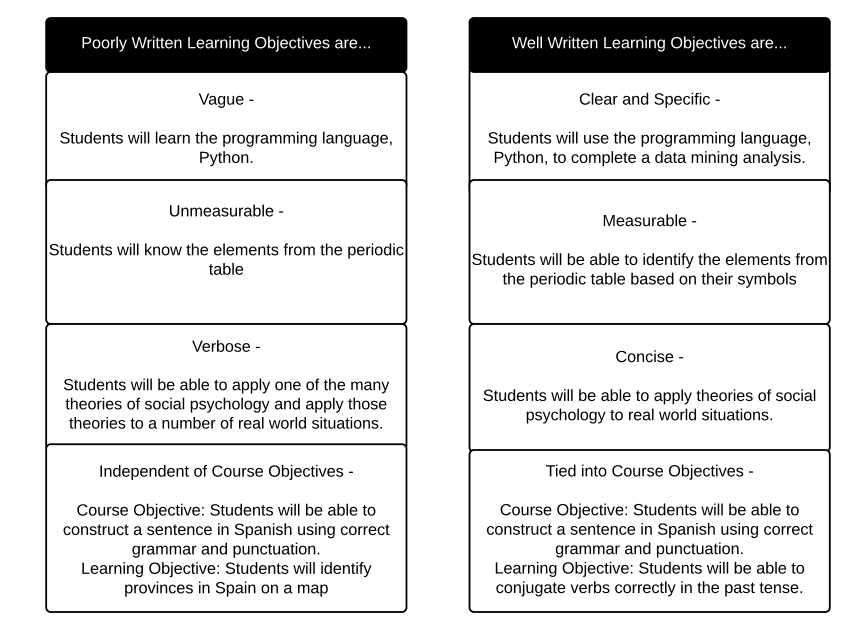 Poorly Written Learning Objectives are...
Vague -
Students will learn the programming language,
Python.
Unmeasurable -
Students will know the elements from the periodic
table
Verbose -
Students will be able to apply one of the many
theories of social psychology and apply those
theories to a number of real world situations.
Independent of Course Objectives -
Course Objective: Students will be able to
construct a sentence in Spanish using correct
grammar and punctuation.
Learning Objective: Students will identify
provinces in Spain on a map
Well Written Learning Objectives are...
Clear and Specific -
Students will use the programming language,
Python, to complete a data mining analysis.
Measurable -
Students will be able to identify the elements from
the periodic table based on their symbols
Concise -
Students will be able to apply theories of social
psychology to real world situations.
Tied into Course Objectives -
Course Objective: Students will be able to
construct a sentence in Spanish using correct
grammar and punctuation.
Learning Objective: Students will be able to
conjugate verbs correctly in the past tense.